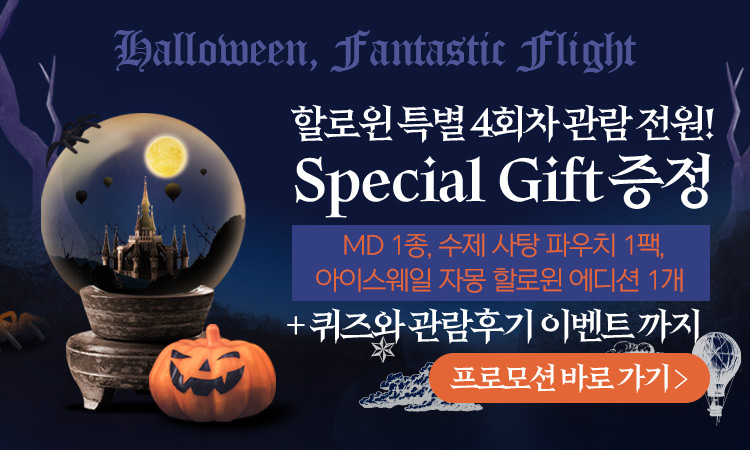 Halloween, Fantastic Flight
할로윈 특별 4회차 관람 전원!
Special Gift 증정
MD 1종, 수제 사탕 파우치 1팩,
아이스웨일 자몽 할로윈 에디션 1개
+ 퀴즈와 관람후기 이벤트 까지
프로모션 바로 가기 >